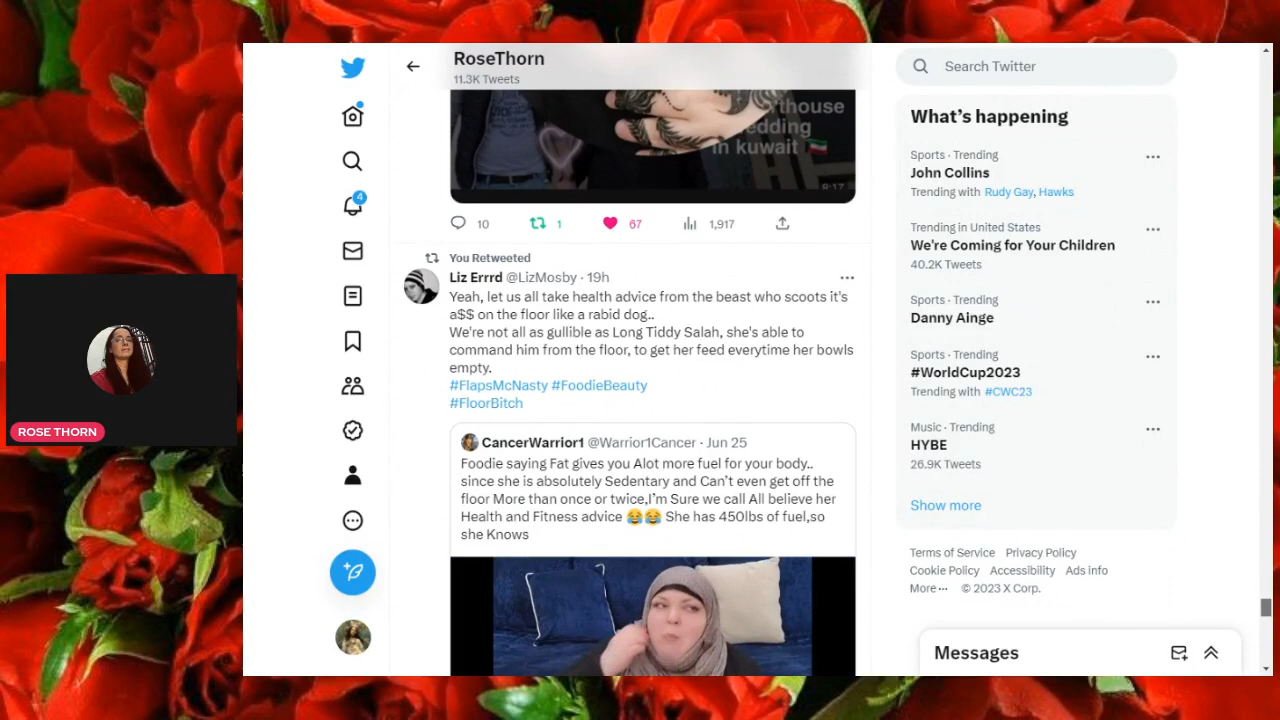 RoseThorn
11.3K Tweets
thouse
edding
in kuwait
8:17
10
1
67
1,917
You Retweeted
Liz Errrd @LizMosby · 19h
Yeah, let us all take health advice from the beast who scoots it's
a$$ on the floor like a rabid dog..
We're not all as gullible as Long Tiddy Salah, she's able to
command him from the floor, to get her feed everytime her bowls
empty.
#FlapsMcNasty #FoodieBeauty
#FloorBitch
CancerWarrior1 @Warrior1Cancer · Jun 25
Foodie saying Fat gives you Alot more fuel for your body..
since she is absolutely Sedentary and Can't even get off the
floor More than once or twice,I'm Sure we call All believe her
Health and Fitness advice 😂😂 She has 450lbs of fuel,so
she Knows
4
ROSE THORN
Search Twitter
What's happening
Sports · Trending
John Collins
Trending with Rudy Gay, Hawks
Trending in United States
We're Coming for Your Children
40.2K Tweets
Sports · Trending
Danny Ainge
Sports · Trending
#WorldCup2023
Trending with #CWC23
Music · Trending
HYBE
26.9K Tweets
Show more
Terms of Service Privacy Policy
Cookie Policy Accessibility Ads info
More ··· © 2023 X Corp.
Messages